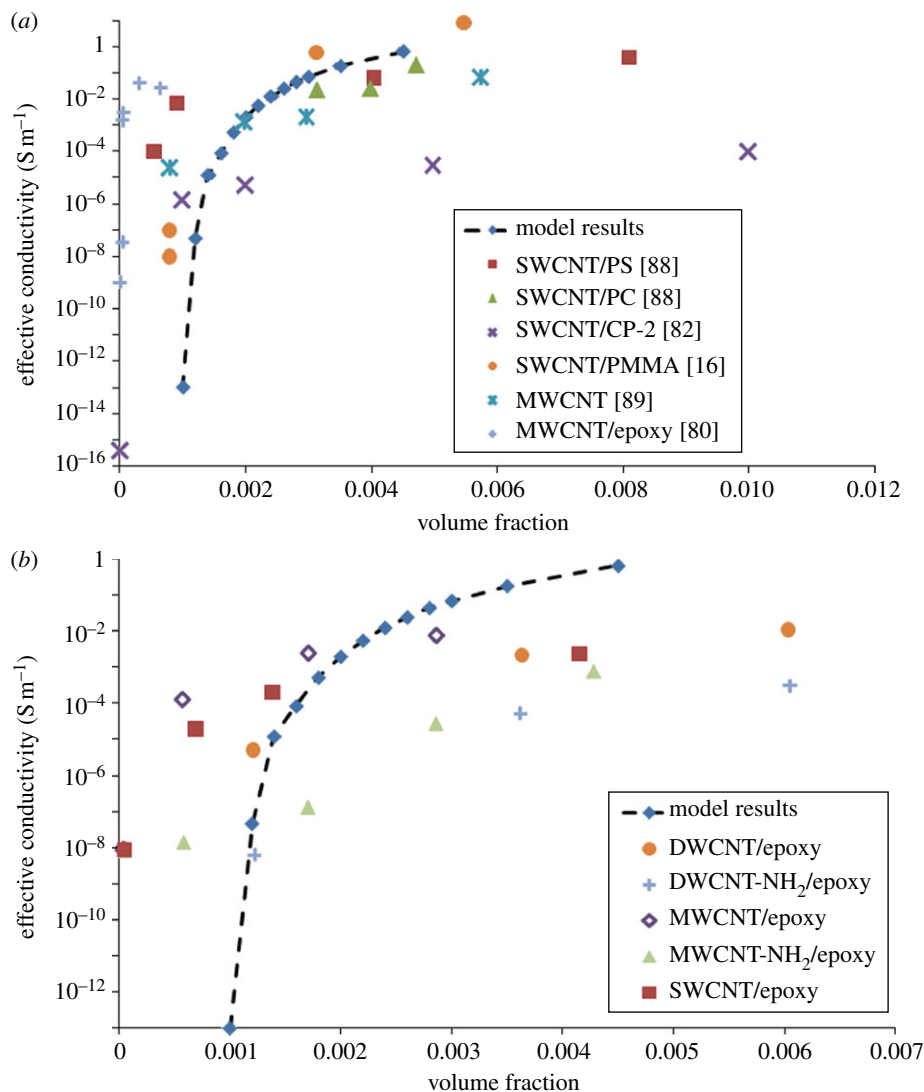 (a)
effective conductivity (S m⁻¹)
1
10⁻²
10⁻⁴
10⁻⁶
10⁻⁸
10⁻¹⁰
10⁻¹²
10⁻¹⁴
10⁻¹⁶
0 0.002 0.004 0.006 0.008 0.010 0.012
volume fraction
model results
SWCNT/PS [88]
SWCNT/PC [88]
SWCNT/CP-2 [82]
SWCNT/PMMA [16]
MWCNT [89]
MWCNT/epoxy [80]
(b)
effective conductivity (S m⁻¹)
1
10⁻²
10⁻⁴
10⁻⁶
10⁻⁸
10⁻¹⁰
10⁻¹²
0 0.001 0.002 0.003 0.004 0.005 0.006 0.007
volume fraction
model results
DWCNT/epoxy
DWCNT-NH₂/epoxy
MWCNT/epoxy
MWCNT-NH₂/epoxy
SWCNT/epoxy